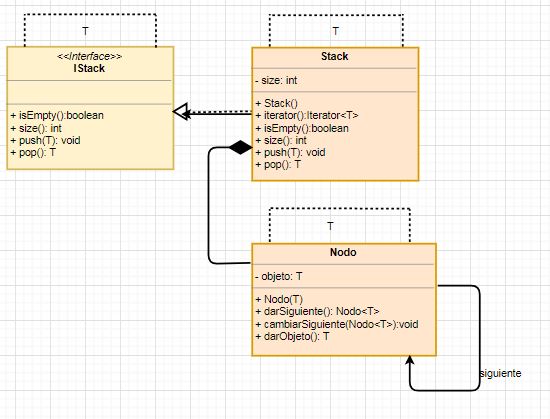 T
<<Interface>>
IStack
+ isEmpty():boolean
+ size(): int
+ push(T): void
+ pop(): T
T
Stack
- size: int
+ Stack()
+ iterator():Iterator<T>
+ isEmpty():boolean
+ size(): int
+ push(T): void
+ pop(): T
T
Nodo
- objeto: T
+ Nodo(T)
+ darSiguiente(): Nodo<T>
+ cambiarSiguiente(Nodo<T>):void
+ darObjeto(): T
siguiente